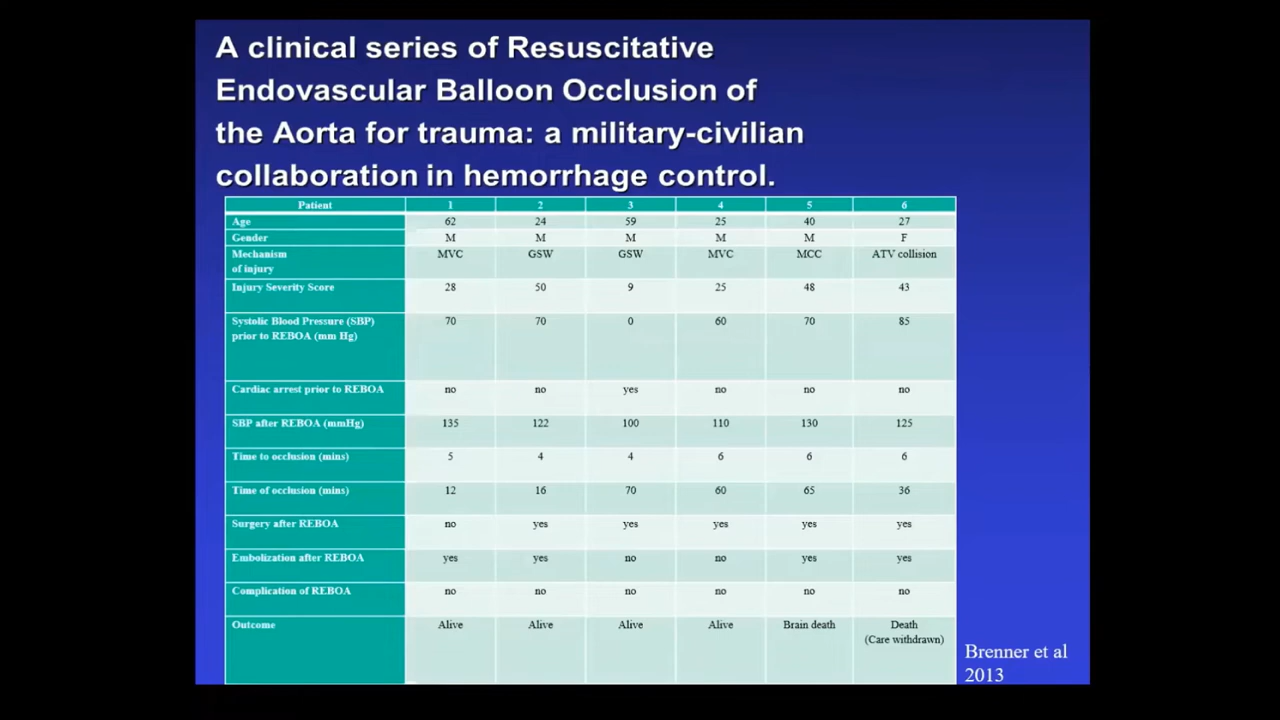 A clinical series of Resuscitative
Endovascular Balloon Occlusion of
the Aorta for trauma: a military-civilian
collaboration in hemorrhage control.
Patient 1 2 3 4 5 6
Age 62 24 59 25 40 27
Gender M M M M M F
Mechanism MVC GSW GSW MVC MCC ATV collision
of injury
Injury Severity Score 28 50 9 25 48 43
Systolic Blood Pressure (SBP) 70 70 0 60 70 85
prior to REBOA (mm Hg)
Cardiac arrest prior to REBOA no no yes no no no
SBP after REBOA (mmHg) 135 122 100 110 130 125
Time to occlusion (mins) 5 4 4 6 6 6
Time of occlusion (mins) 12 16 70 60 65 36
Surgery after REBOA no yes yes yes yes yes
Embolization after REBOA yes yes no no yes yes
Complication of REBOA no no no no no no
Outcome Alive Alive Alive Alive Brain death Death
(Care withdrawn)
Brenner et al
2013